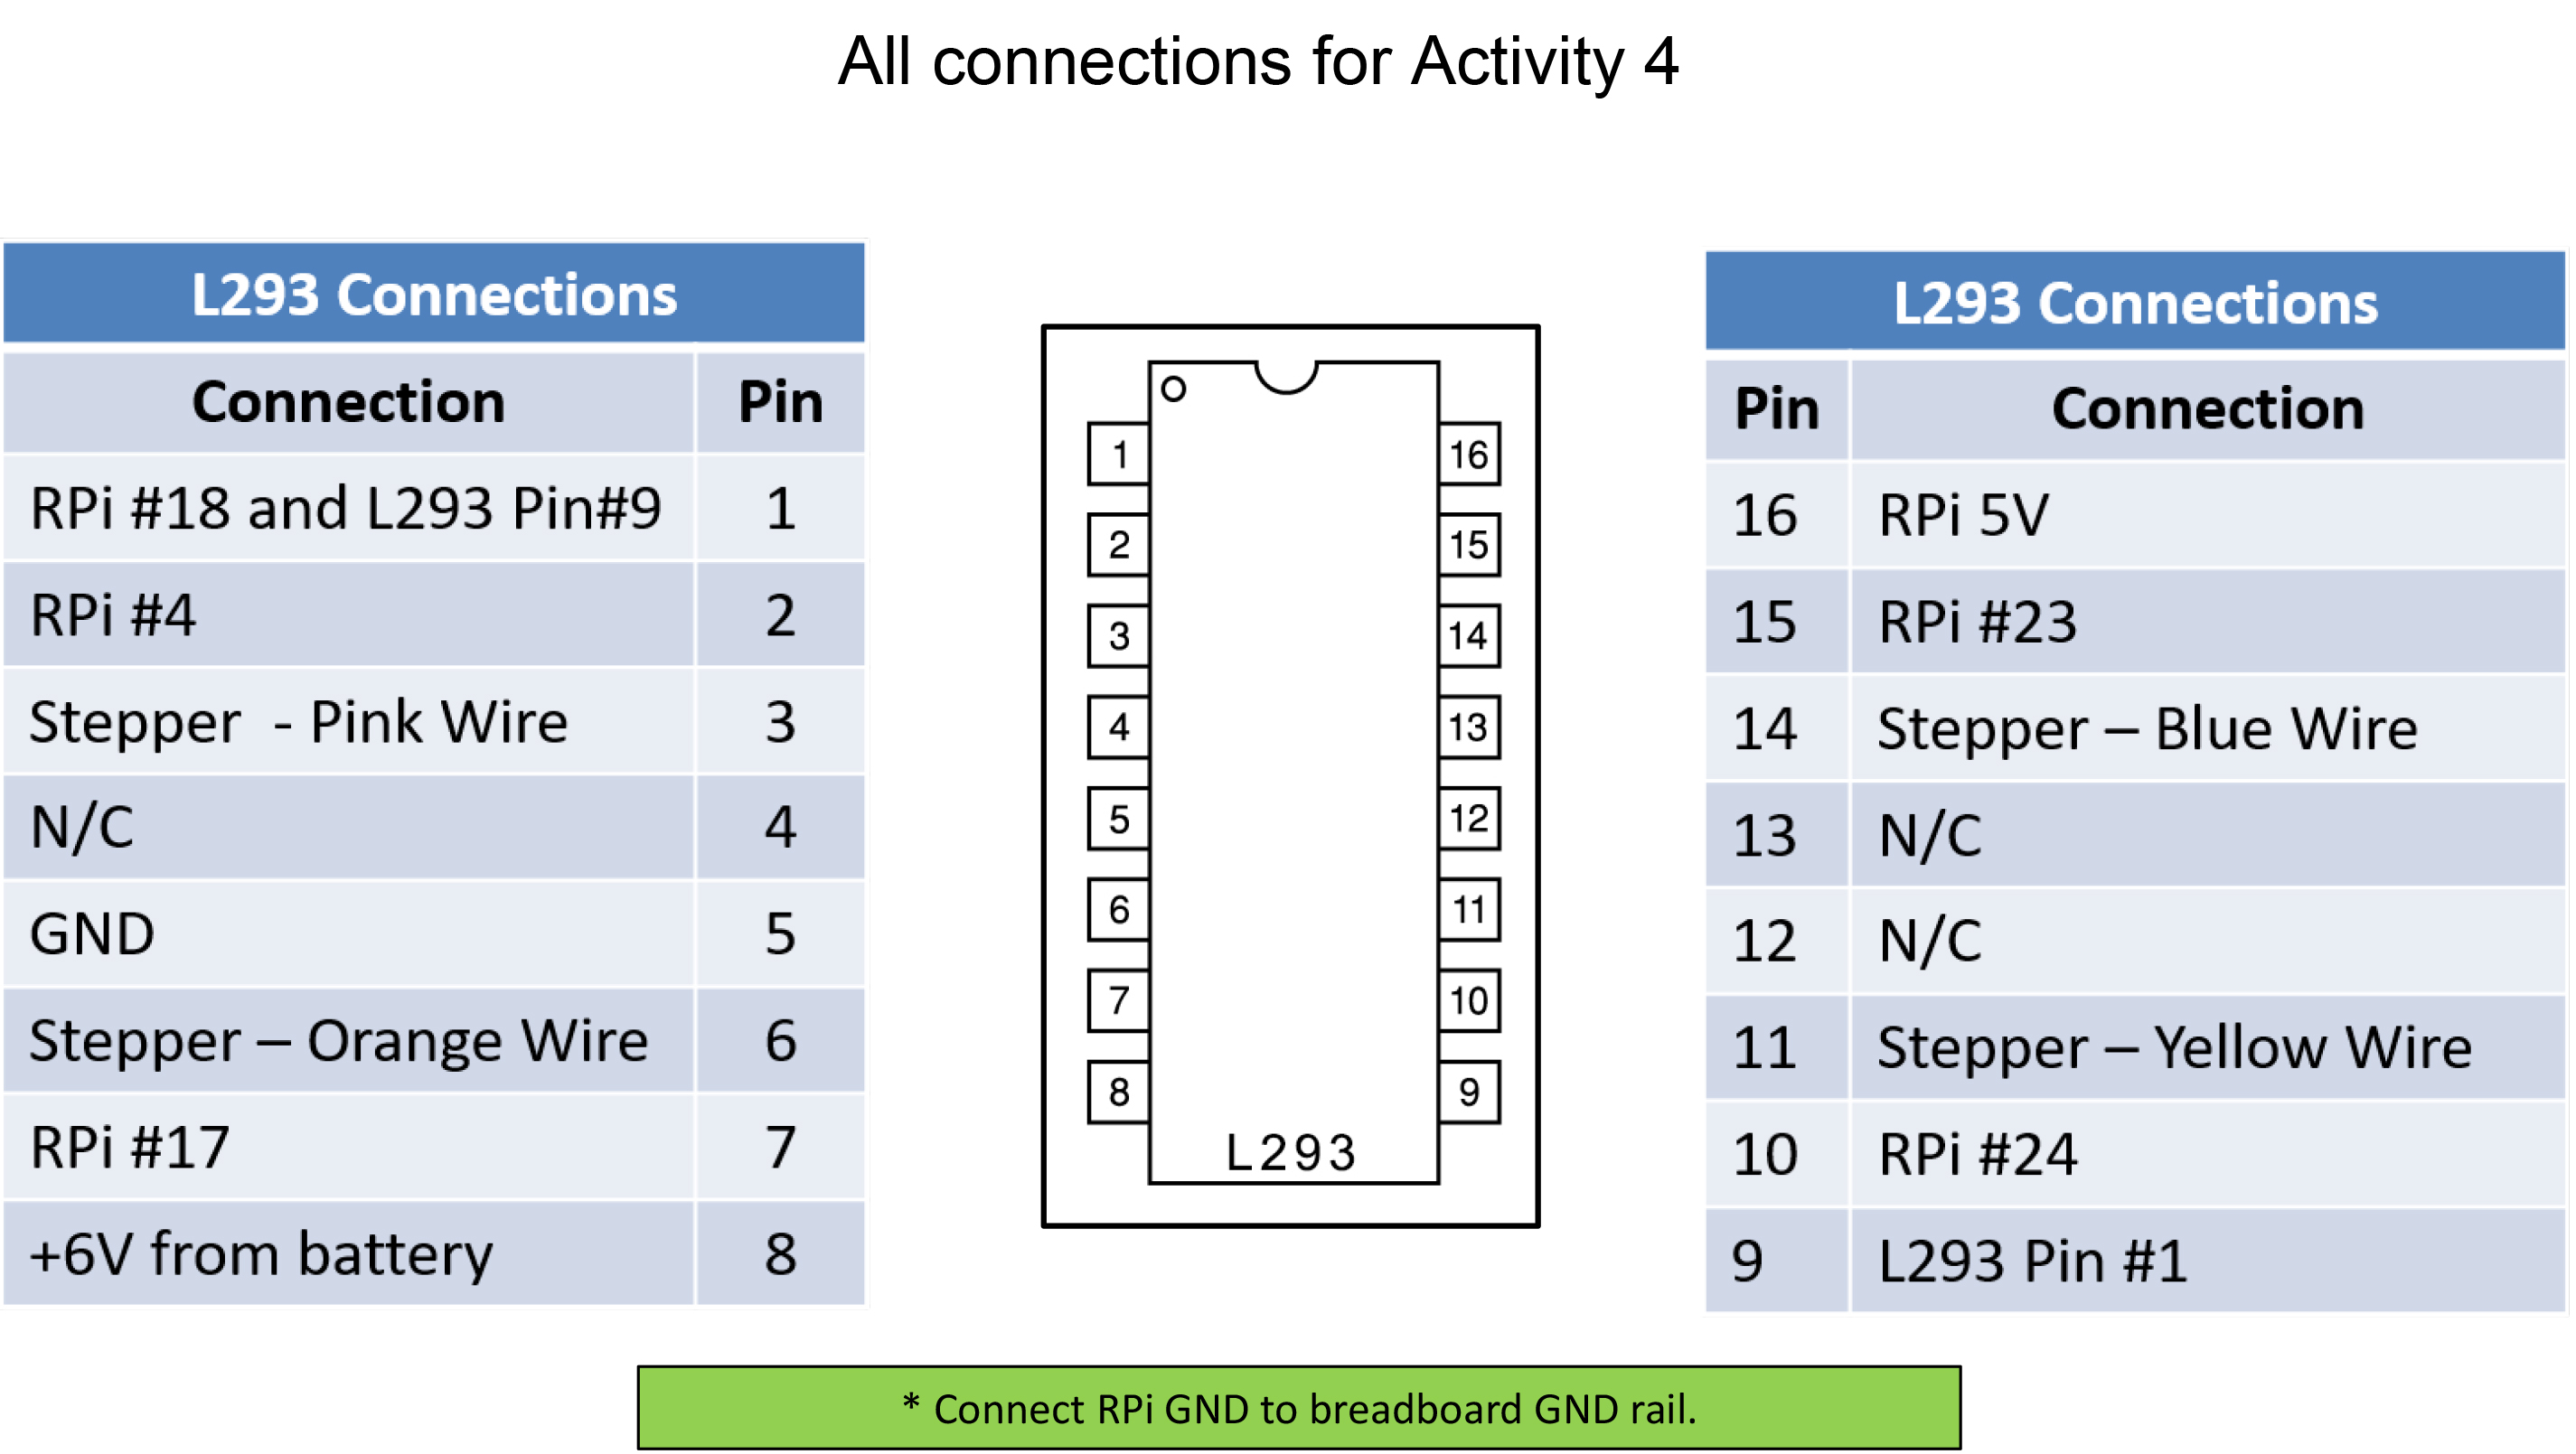 All connections for Activity 4
L293 Connections
Connection Pin
RPi #18 and L293 Pin#9 1
RPi #4 2
Stepper - Pink Wire 3
N/C 4
GND 5
Stepper – Orange Wire 6
RPi #17 7
+6V from battery 8
1 16
2 15
3 14
4 13
5 12
6 11
7 10
8 9
L293
L293 Connections
Pin Connection
16 RPi 5V
15 RPi #23
14 Stepper – Blue Wire
13 N/C
12 N/C
11 Stepper – Yellow Wire
10 RPi #24
9 L293 Pin #1
* Connect RPi GND to breadboard GND rail.